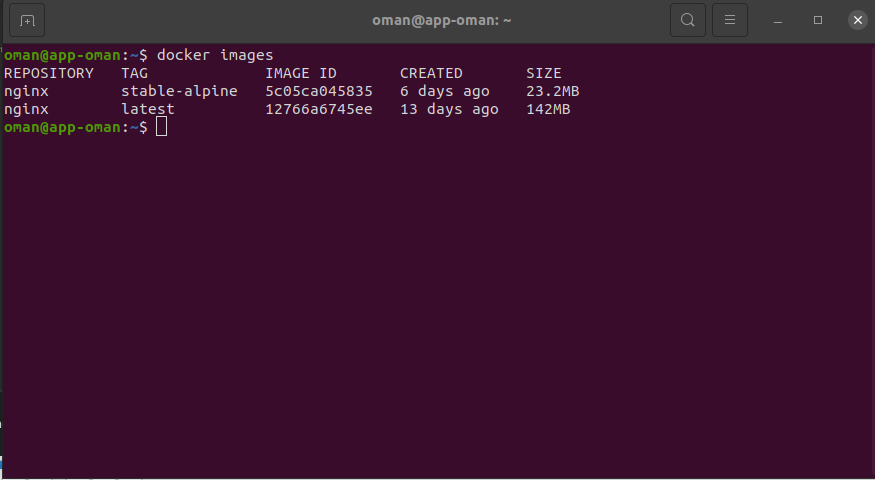 oman@app-oman: ~
oman@app-oman:~$ docker images
REPOSITORY   TAG             IMAGE ID       CREATED       SIZE
nginx        stable-alpine   5c05ca045835   6 days ago    23.2MB
nginx        latest          12766a6745ee   13 days ago   142MB
oman@app-oman:~$